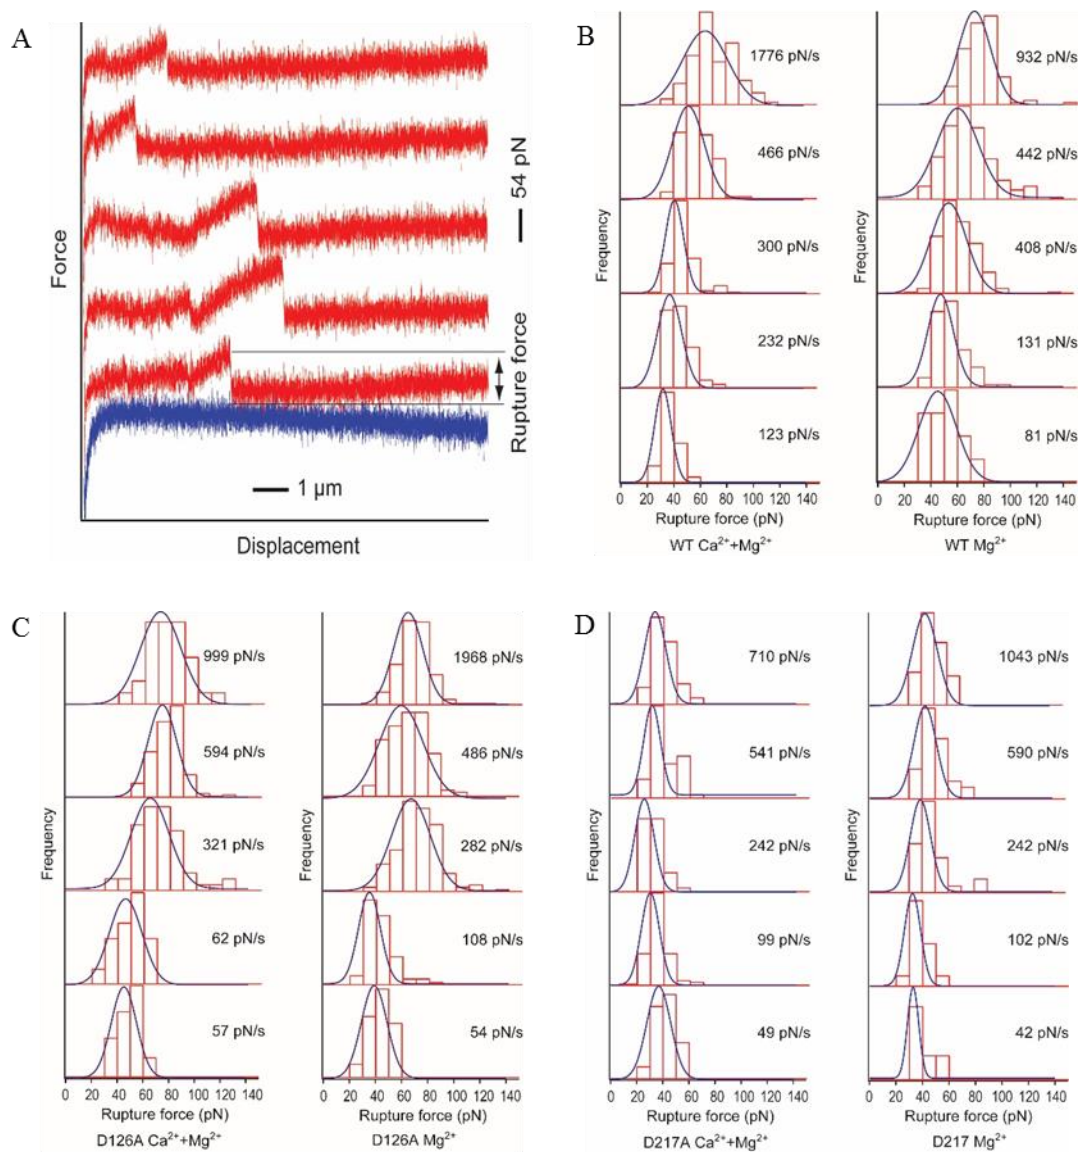 A
Force
54 pN
Rupture force
1 µm
Displacement
B
Frequency
1776 pN/s
466 pN/s
300 pN/s
232 pN/s
123 pN/s
0 20 40 60 80 100 120 140
Rupture force (pN)
WT Ca²⁺+Mg²⁺
Frequency
932 pN/s
442 pN/s
408 pN/s
131 pN/s
81 pN/s
0 20 40 60 80 100 120 140
Rupture force (pN)
WT Mg²⁺
C
Frequency
999 pN/s
594 pN/s
321 pN/s
62 pN/s
57 pN/s
0 20 40 60 80 100 120 140
Rupture force (pN)
D126A Ca²⁺+Mg²⁺
Frequency
1968 pN/s
486 pN/s
282 pN/s
108 pN/s
54 pN/s
0 20 40 60 80 100 120 140
Rupture force (pN)
D126A Mg²⁺
D
Frequency
710 pN/s
541 pN/s
242 pN/s
99 pN/s
49 pN/s
0 20 40 60 80 100 120 140
Rupture force (pN)
D217A Ca²⁺+Mg²⁺
Frequency
1043 pN/s
590 pN/s
242 pN/s
102 pN/s
42 pN/s
0 20 40 60 80 100 120 140
Rupture force (pN)
D217 Mg²⁺